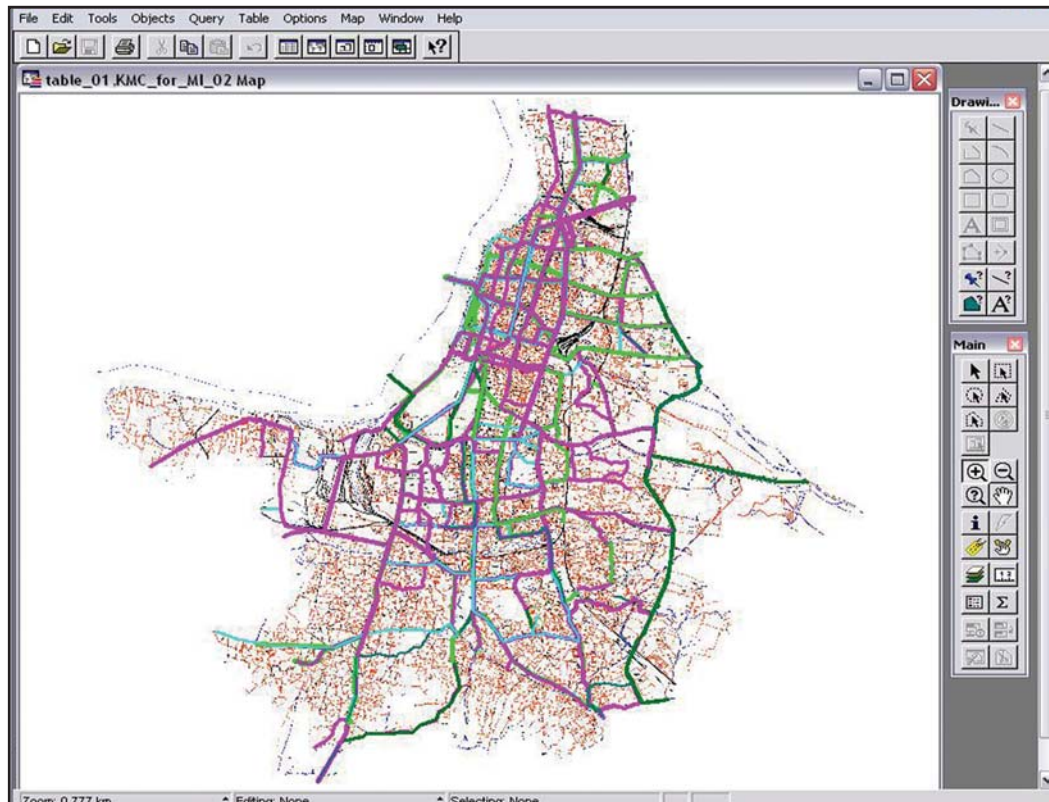 File Edit Tools Objects Query Table Options Map Window Help
table_01,KMC_for_MI_02 Map
Drawi...
A
A?
Main
i
Σ
Zoom: 0.777 km Editing: None Selecting: None